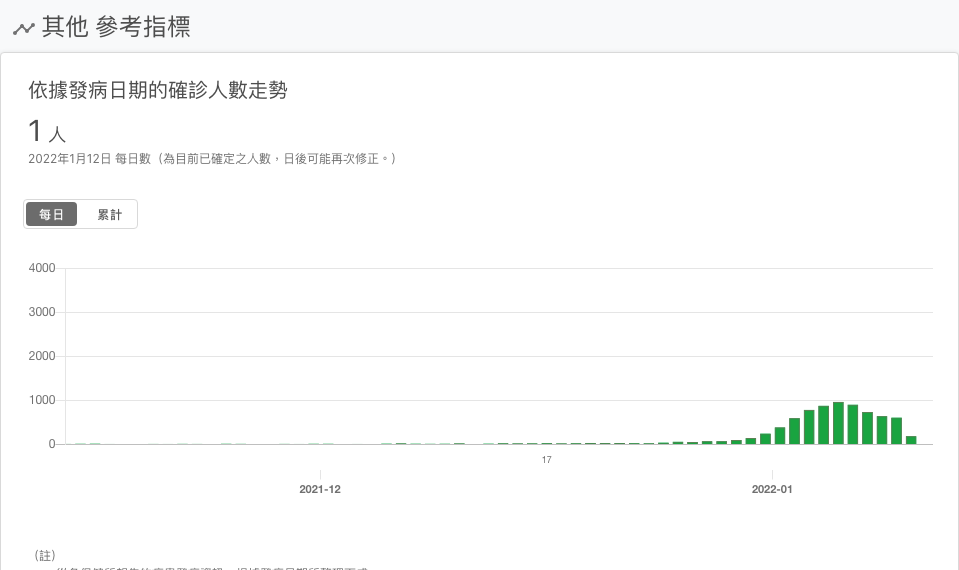 其他 參考指標
依據發病日期的確診人數走勢
1 人
2022年1月12日 每日數（為目前已確定之人數，日後可能再次修正。）
每日 累計
4000
3000
2000
1000
0
17
2021-12 2022-01
（註）